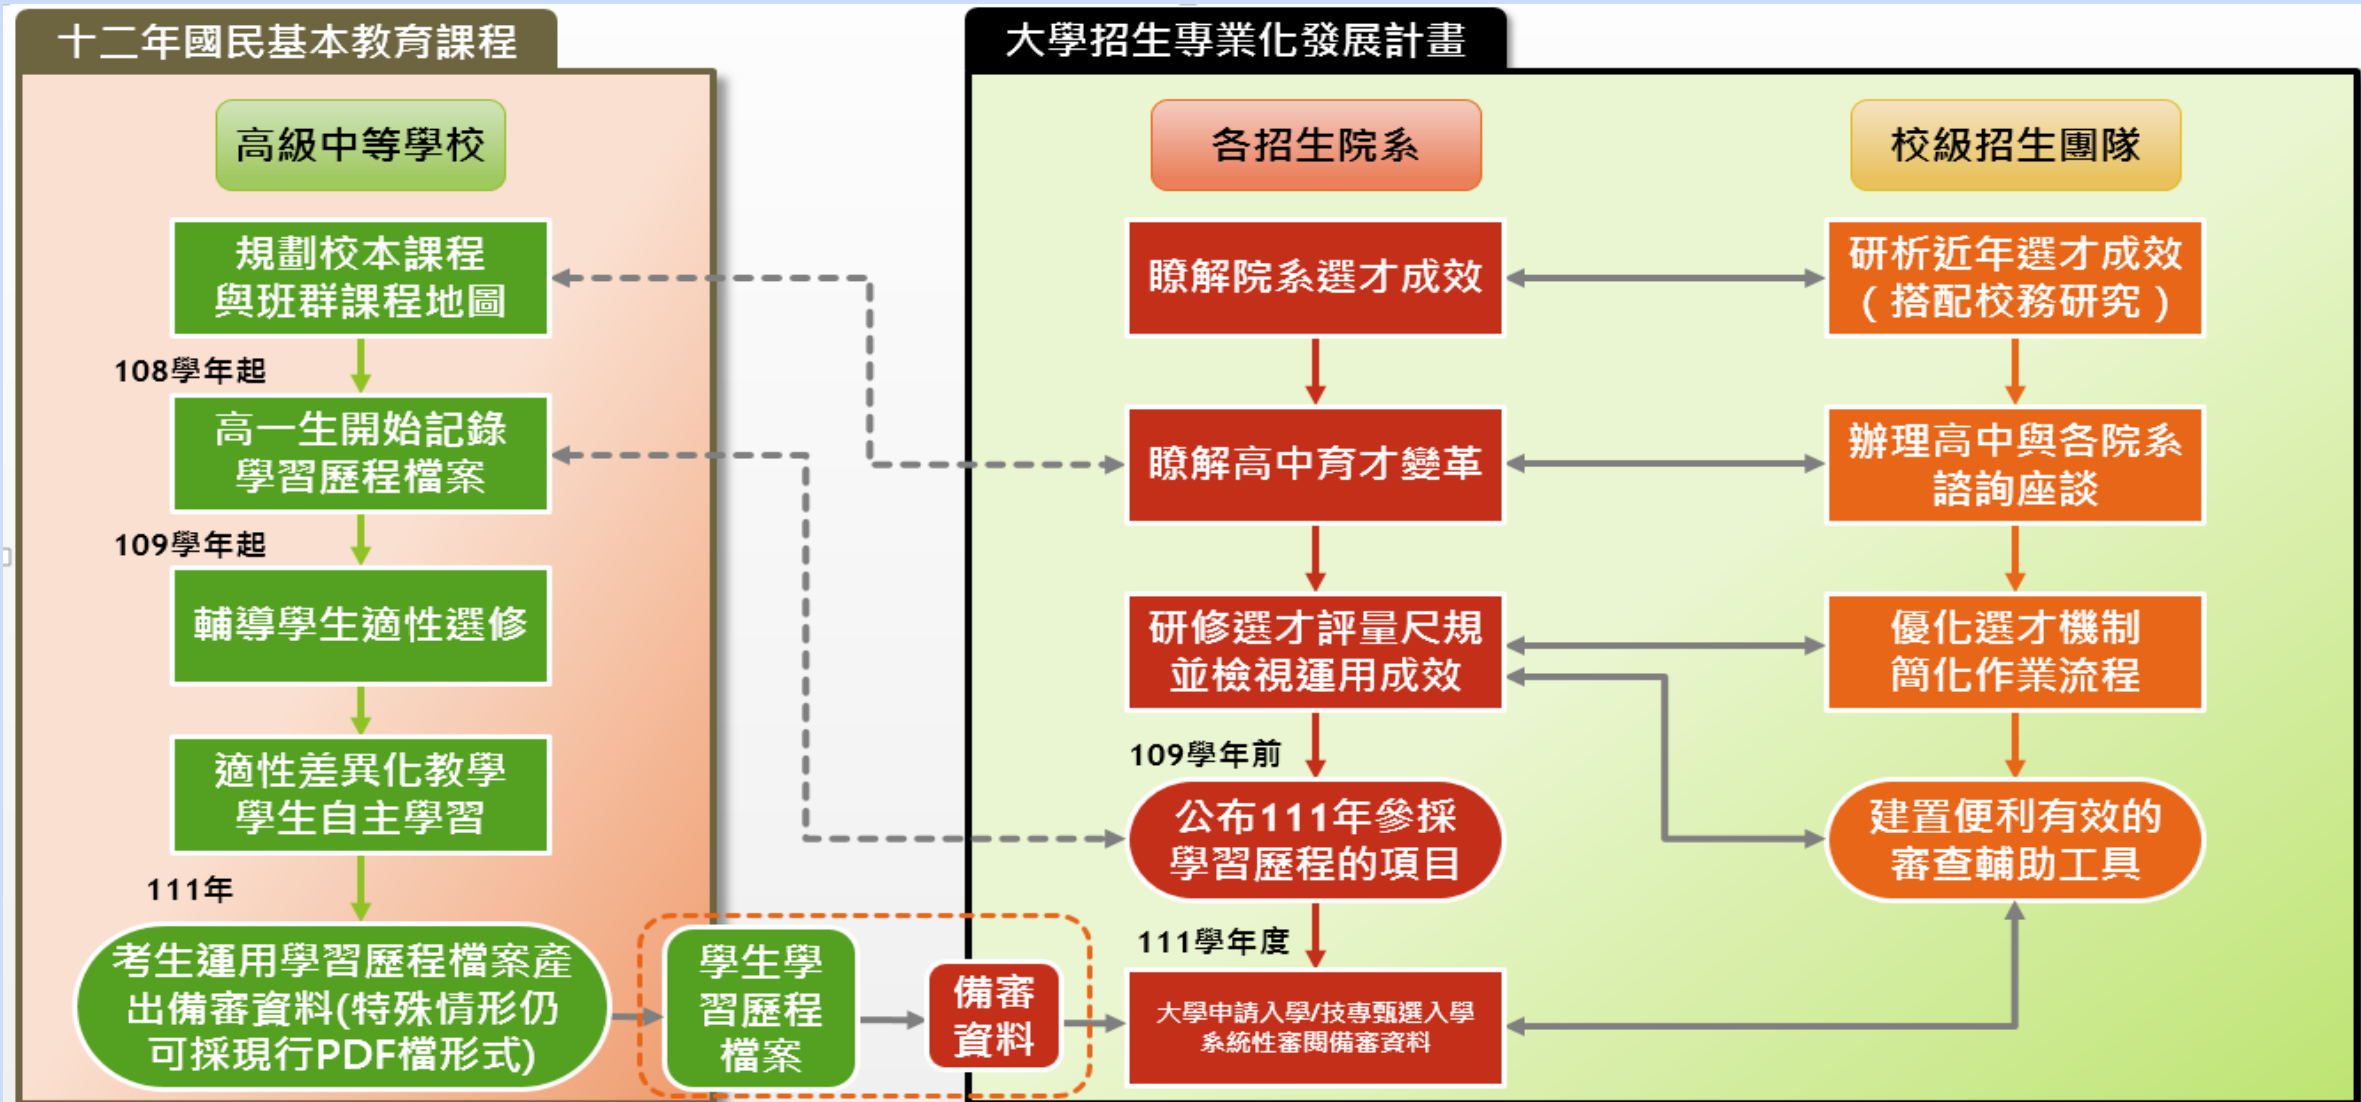 十二年國民基本教育課程
高級中等學校
規劃校本課程
與班群課程地圖
108學年起
高一生開始記錄
學習歷程檔案
109學年起
輔導學生適性選修
適性差異化教學
學生自主學習
111年
考生運用學習歷程檔案產
出備審資料(特殊情形仍
可採現行PDF檔形式)
學生學
習歷程
檔案
備審
資料
大學招生專業化發展計畫
各招生院系
瞭解院系選才成效
瞭解高中育才變革
研修選才評量尺規
並檢視運用成效
109學年前
公布111年參採
學習歷程的項目
111學年度
大學申請入學/技專甄選入學
系統性審閱備審資料
校級招生團隊
研析近年選才成效
(搭配校務研究)
辦理高中與各院系
諮詢座談
優化選才機制
簡化作業流程
建置便利有效的
審查輔助工具